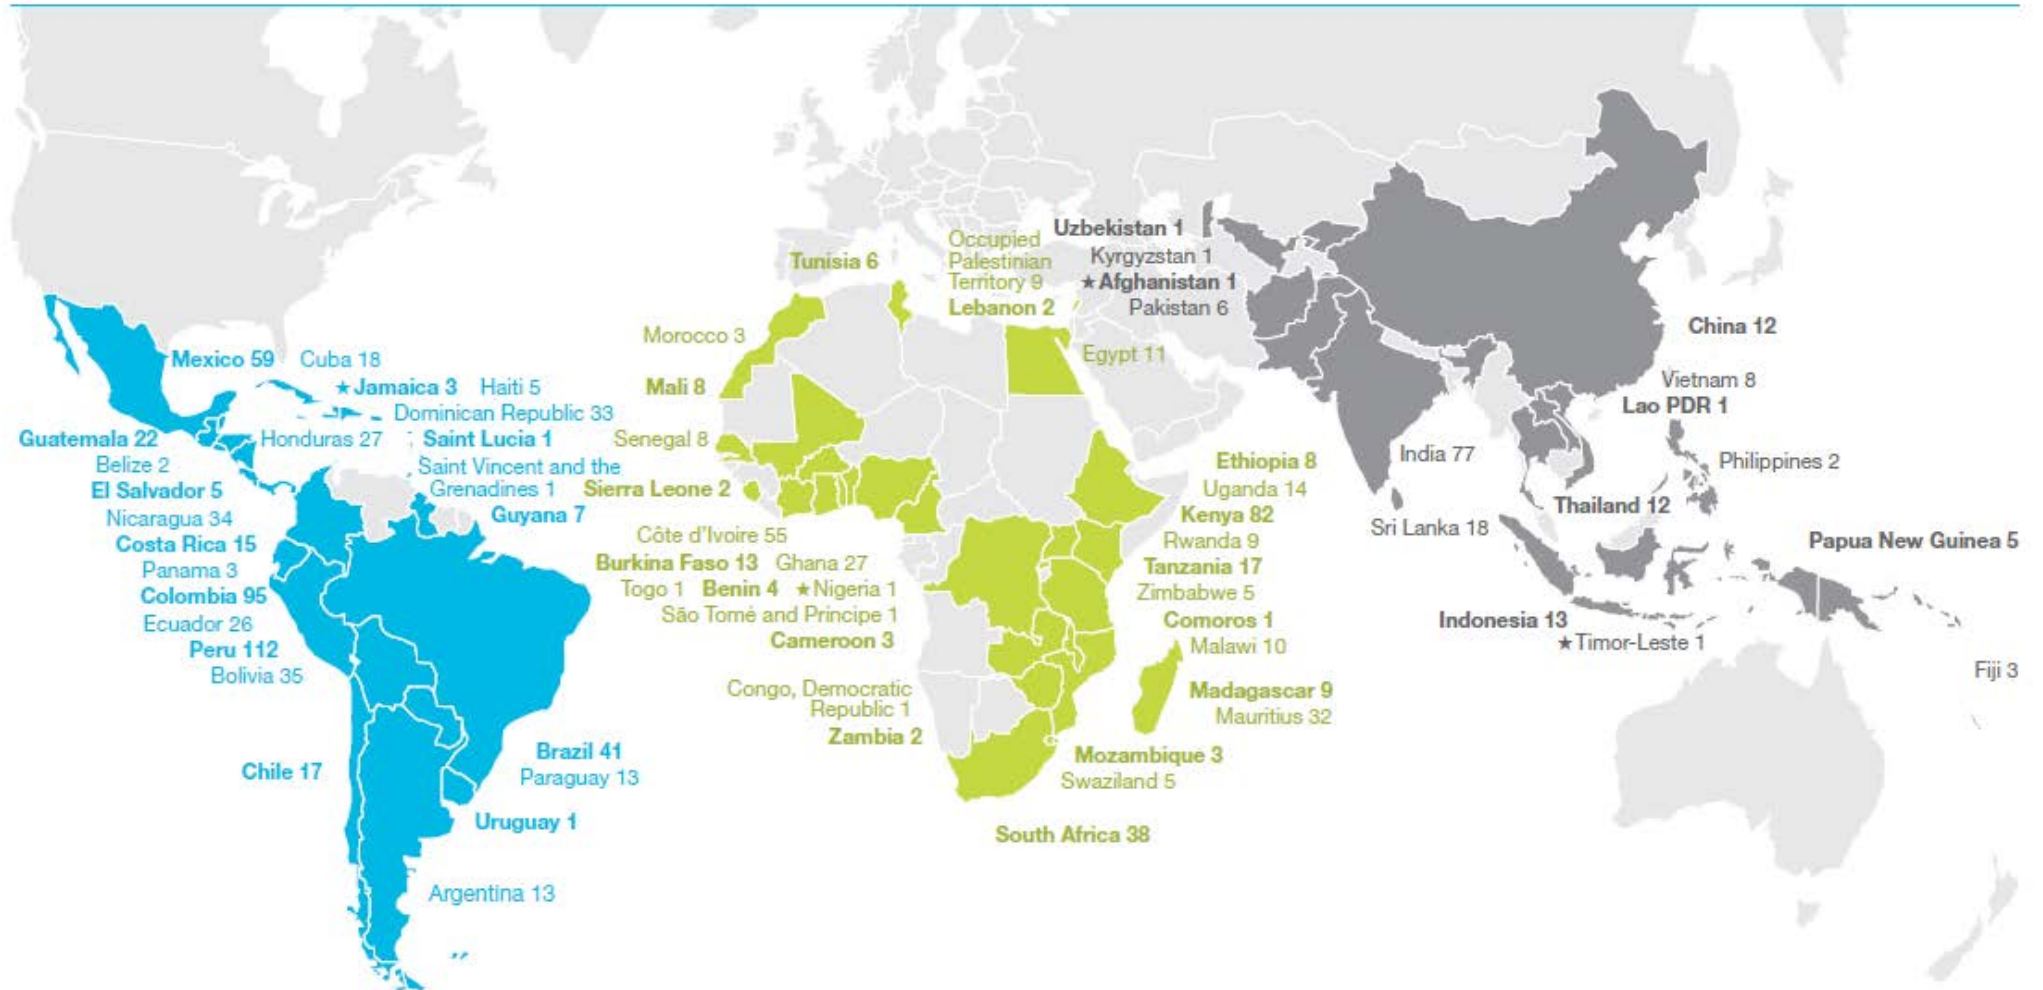 Mexico 59 Cuba 18
★Jamaica 3 Haiti 5
Dominican Republic 33
Guatemala 22 Honduras 27 Saint Lucia 1
Belize 2 Saint Vincent and the
Grenadines 1
El Salvador 5
Nicaragua 34 Guyana 7
Costa Rica 15
Panama 3
Colombia 95
Ecuador 26
Peru 112
Bolivia 35
Chile 17
Brazil 41
Paraguay 13
Uruguay 1
Argentina 13
Tunisia 6
Occupied
Palestinian
Territory 9
Lebanon 2
Morocco 3
Egypt 11
Mali 8
Senegal 8
Sierra Leone 2
Côte d’Ivoire 55
Burkina Faso 13 Ghana 27
Togo 1 Benin 4 ★Nigeria 1
São Tomé and Príncipe 1
Cameroon 3
Congo, Democratic
Republic 1
Zambia 2
Ethiopia 8
Uganda 14
Kenya 82
Rwanda 9
Tanzania 17
Zimbabwe 5
Comoros 1
Malawi 10
Madagascar 9
Mauritius 32
Mozambique 3
Swaziland 5
South Africa 38
Uzbekistan 1
Kyrgyzstan 1
★Afghanistan 1
Pakistan 6
China 12
Vietnam 8
Lao PDR 1
India 77
Philippines 2
Thailand 12
Sri Lanka 18
Papua New Guinea 5
Indonesia 13
★Timor-Leste 1
Fiji 3